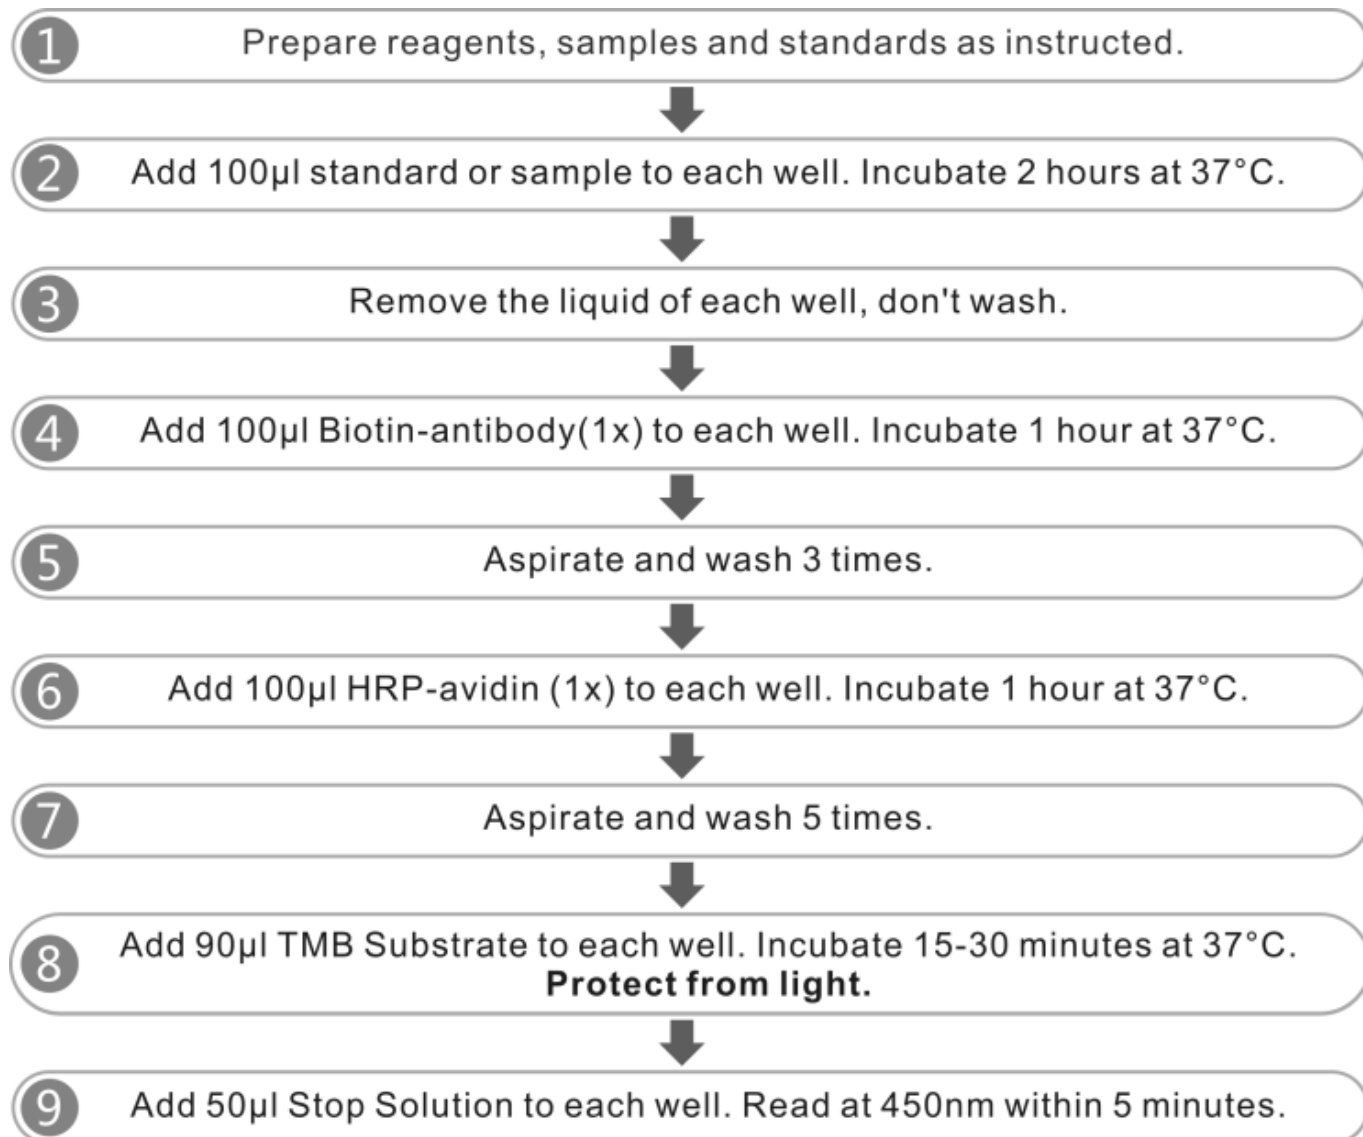 1 Prepare reagents, samples and standards as instructed.
2 Add 100μl standard or sample to each well. Incubate 2 hours at 37°C.
3 Remove the liquid of each well, don't wash.
4 Add 100μl Biotin-antibody(1x) to each well. Incubate 1 hour at 37°C.
5 Aspirate and wash 3 times.
6 Add 100μl HRP-avidin (1x) to each well. Incubate 1 hour at 37°C.
7 Aspirate and wash 5 times.
8 Add 90μl TMB Substrate to each well. Incubate 15-30 minutes at 37°C.
Protect from light.
9 Add 50μl Stop Solution to each well. Read at 450nm within 5 minutes.